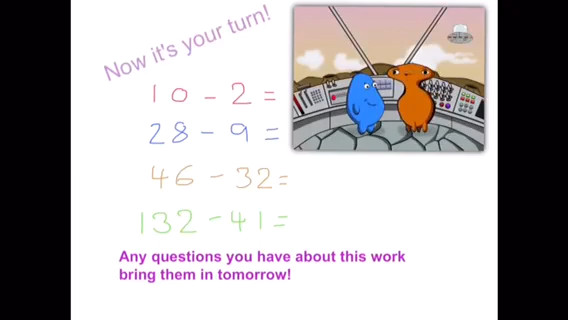 Now it's your turn!
10 - 2 =
28 - 9 =
46 - 32 =
132 - 41 =
Any questions you have about this work
bring them in tomorrow!